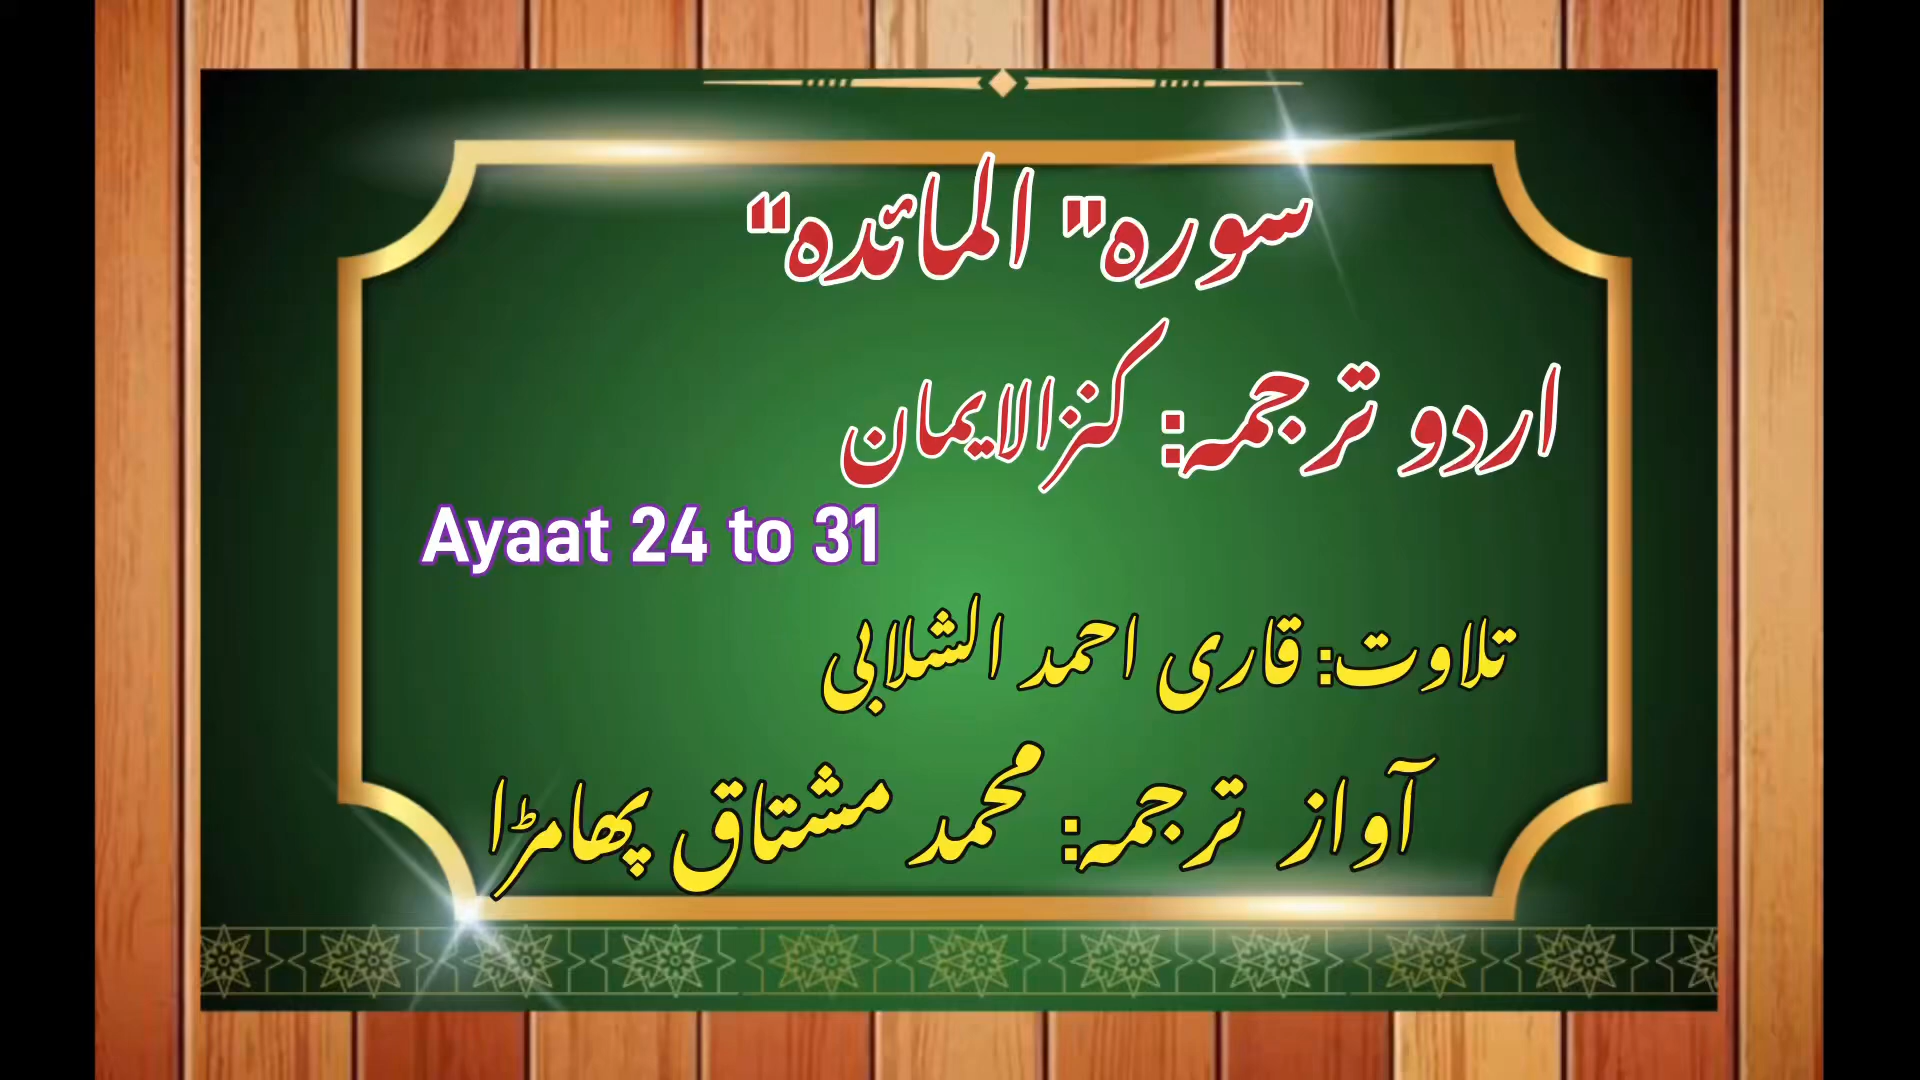 سورہ "المائدہ"
اردو ترجمہ: کنزالایمان
Ayaat 24 to 31
تلاوت: قاری احمد الشلابی
آواز ترجمہ: محمد مشتاق پھامڑا